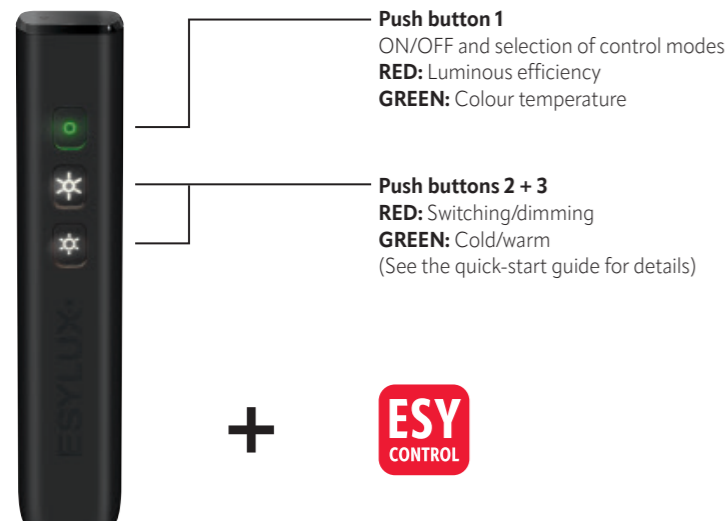 Push button 1
ON/OFF and selection of control modes
RED: Luminous efficiency
GREEN: Colour temperature
Push buttons 2 + 3
RED: Switching/dimming
GREEN: Cold/warm
(See the quick-start guide for details)
ESYLUX
+
ESY
CONTROL